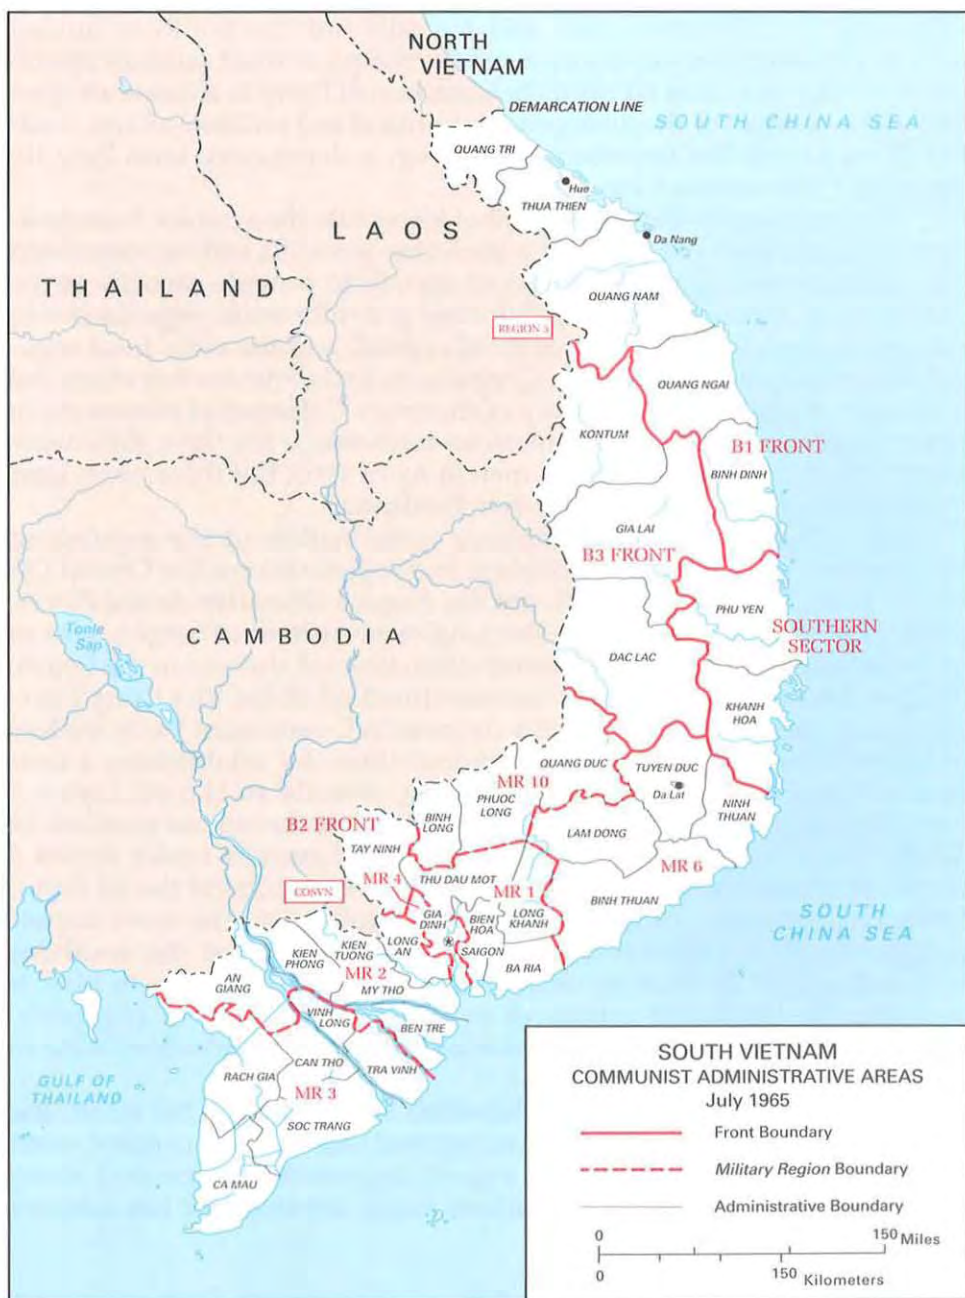 NORTH
VIETNAM
DEMARCATION LINE
SOUTH CHINA SEA
QUANG TRI
Hue
THUA THIEN
LAOS
Da Nang
THAILAND
QUANG NAM
REGION 5
QUANG NGAI
KONTUM
B1 FRONT
BINH DINH
GIA LAI
B3 FRONT
PHU YEN
Tonle
Sap
CAMBODIA
SOUTHERN
SECTOR
DAC LAC
KHANH
HOA
QUANG DUC
TUYEN DUC
MR 10
Da Lat
PHUOC
LONG
NINH
THUAN
BINH
LONG
B2 FRONT
LAM DONG
TAY NINH
MR 6
MR 4
THU DAU MOT
MR 1
COSVN
BINH THUAN
GIA
DINH
BIEN
HOA
LONG
KHANH
SOUTH
CHINA SEA
KIEN
TUONG
LONG
AN
SAIGON
KIEN
PHONG
BA RIA
MR 2
AN
GIANG
MY THO
VINH
LONG
BEN TRE
CAN THO
TRA VINH
RACH GIA
GULF OF
THAILAND
MR 3
SOC TRANG
CA MAU
SOUTH VIETNAM
COMMUNIST ADMINISTRATIVE AREAS
July 1965
Front Boundary
Military Region Boundary
Administrative Boundary
0 150 Miles
0 150 Kilometers